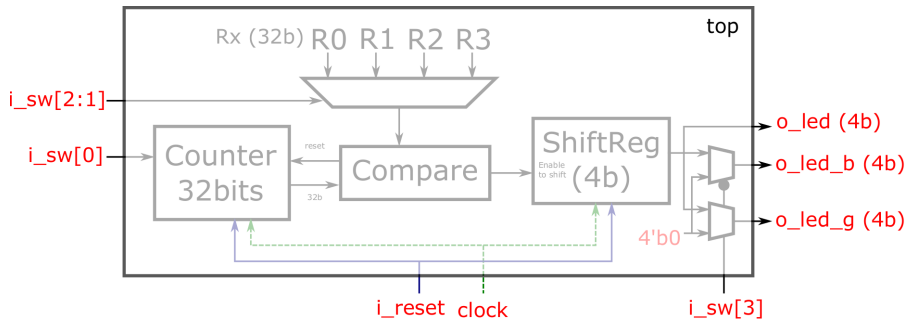 top
Rx (32b) R0 R1 R2 R3
i_sw[2:1]
i_sw[0]
Counter
32bits
reset
32b
Compare
ShiftReg
(4b)
Enable
to shift
o_led (4b)
o_led_b (4b)
o_led_g (4b)
4'b0
i_reset
clock
i_sw[3]